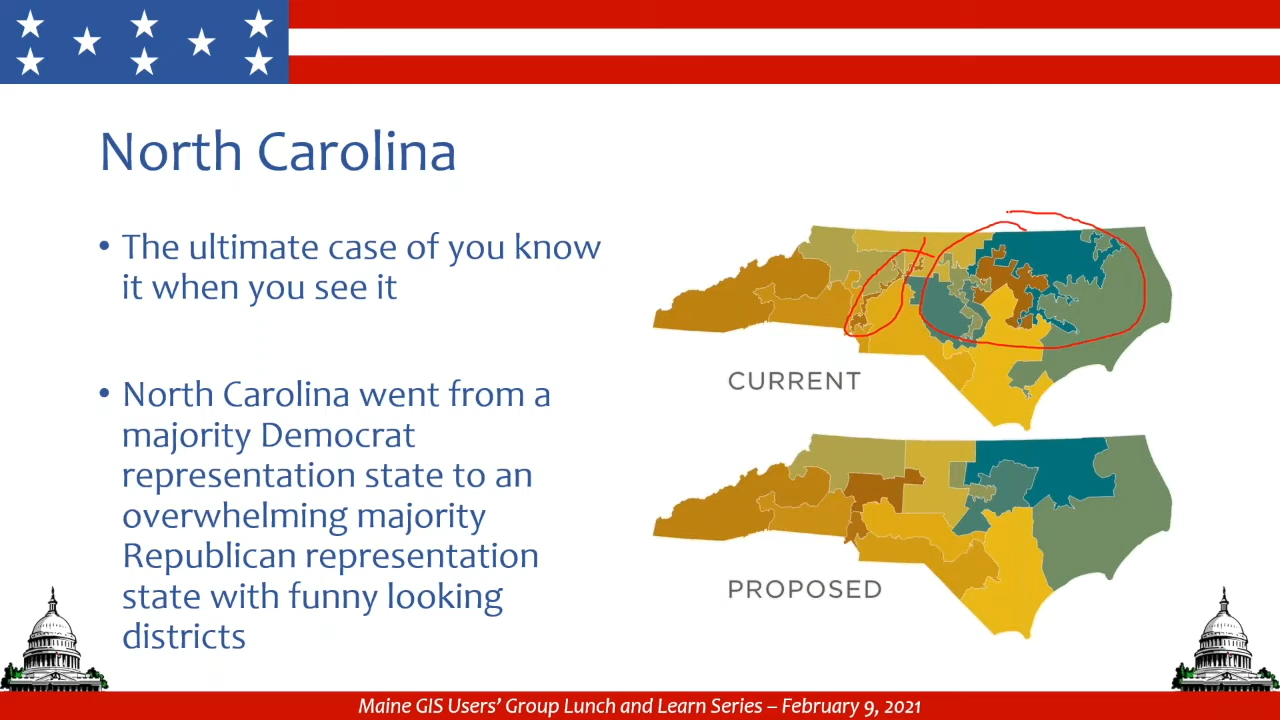 North Carolina
• The ultimate case of you know
it when you see it
• North Carolina went from a
majority Democrat
representation state to an
overwhelming majority
Republican representation
state with funny looking
districts
CURRENT
PROPOSED
Maine GIS Users’ Group Lunch and Learn Series – February 9, 2021